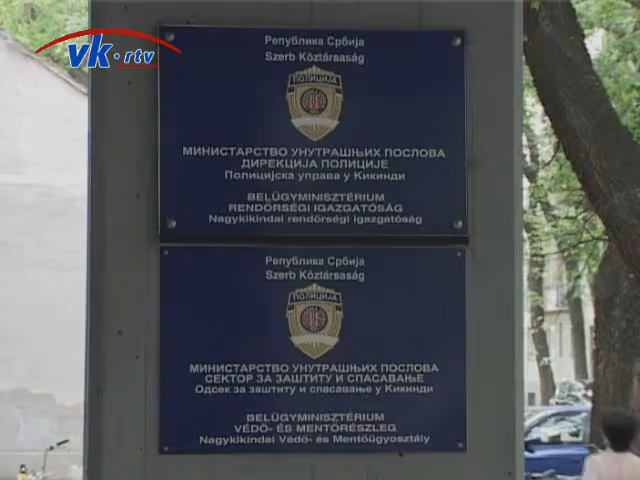 vk.rtv
Република Србија
Szerb Köztársaság
ПОЛИЦИЈА
МИНИСТАРСТВО УНУТРАШЊИХ ПОСЛОВА
ДИРЕКЦИЈА ПОЛИЦИЈЕ
Полицијска управа у Кикинди
BELÜGYMINISZTÉRIUM
RENDŐRSÉGI IGAZGATÓSÁG
Nagykikindai rendőrségi igazgatóság
Република Србија
Szerb Köztársaság
ПОЛИЦИЈА
МИНИСТАРСТВО УНУТРАШЊИХ ПОСЛОВА
СЕКТОР ЗА ЗАШТИТУ И СПАСАВАЊЕ
Одсек за заштиту и спасавање у Кикинди
BELÜGYMINISZTÉRIUM
VÉDŐ- ÉS MENTŐRÉSZLEG
Nagykikindai Védő- és Mentőügyosztály